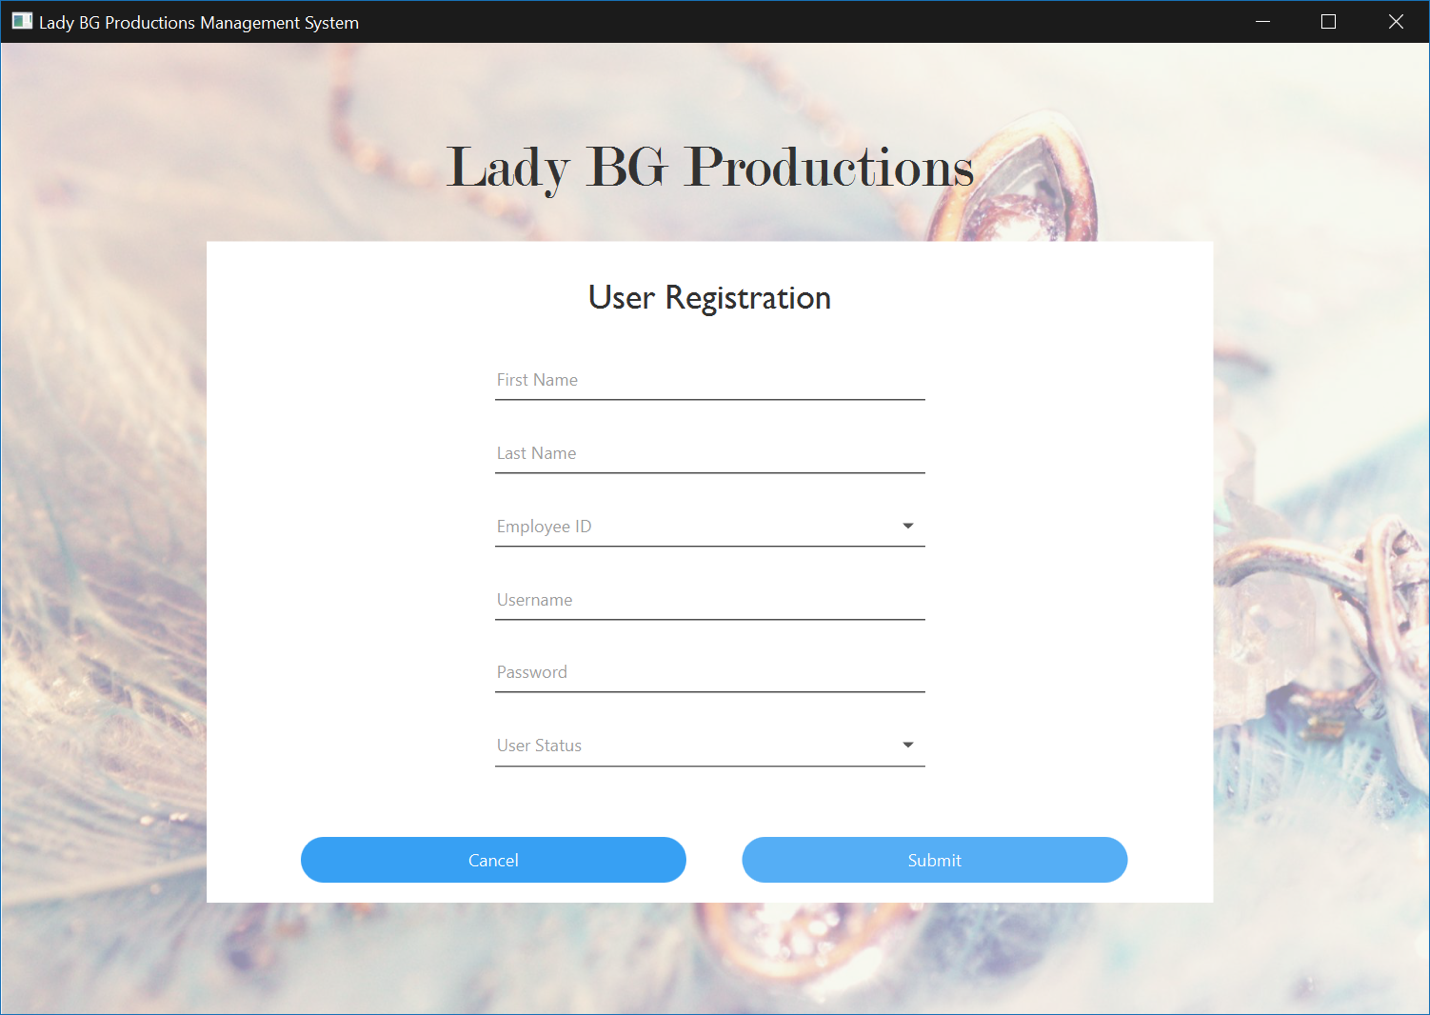 Lady BG Productions Management System
Lady BG Productions
User Registration
First Name
Last Name
Employee ID
Username
Password
User Status
Cancel
Submit